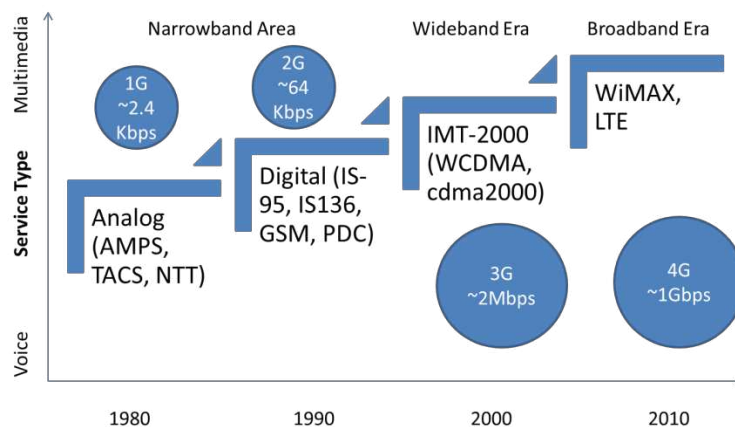 Narrowband Area
Wideband Era
Broadband Era
Multimedia
Service Type
Voice
1G
~2.4
Kbps
2G
~64
Kbps
Analog
(AMPS,
TACS, NTT)
Digital (IS-
95, IS136,
GSM, PDC)
IMT-2000
(WCDMA,
cdma2000)
WiMAX,
LTE
3G
~2Mbps
4G
~1Gbps
1980
1990
2000
2010